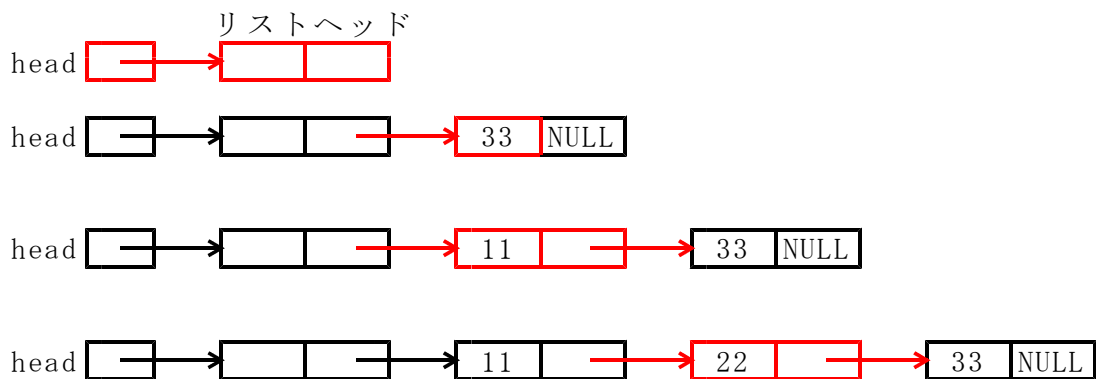 リストヘッド
head
head 33 NULL
head 11 33 NULL
head 11 22 33 NULL